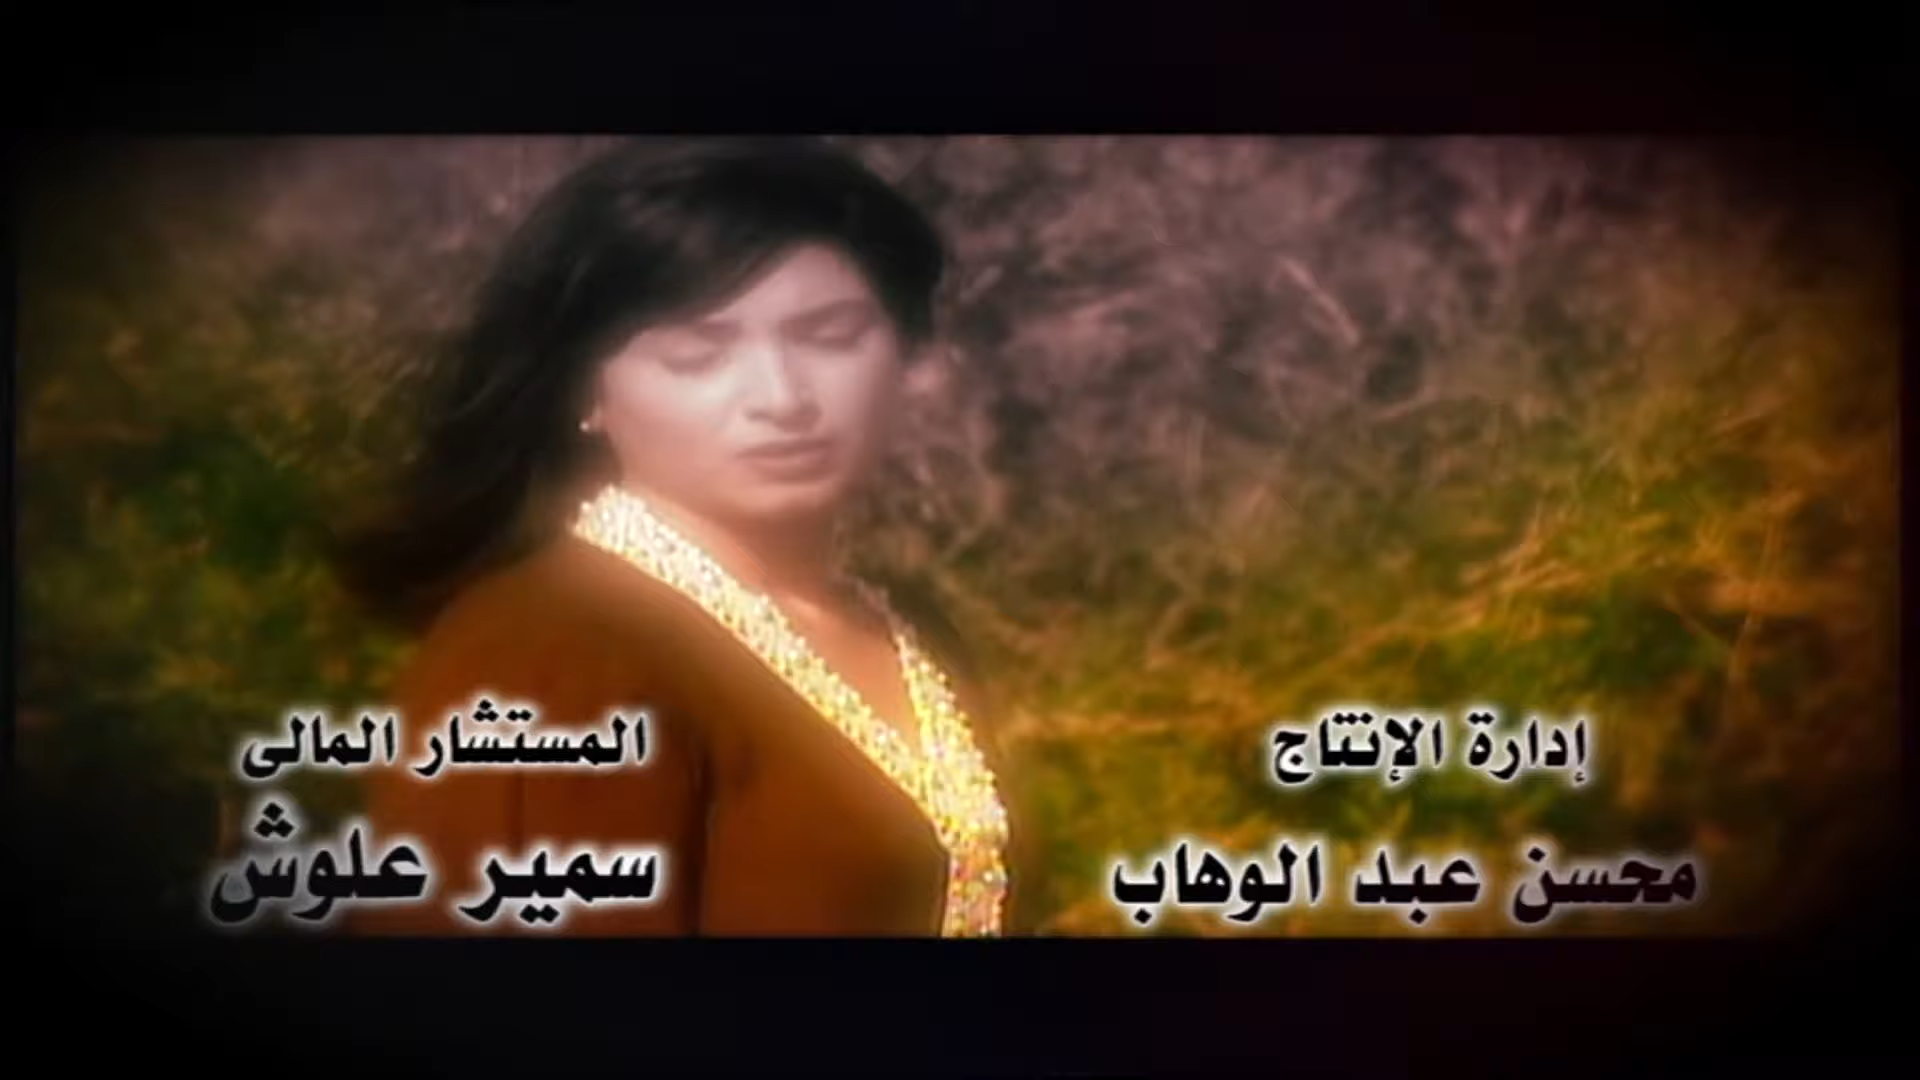 إدارة الإنتاج
محسن عبد الوهاب
المستشار المالى
سمير علوش